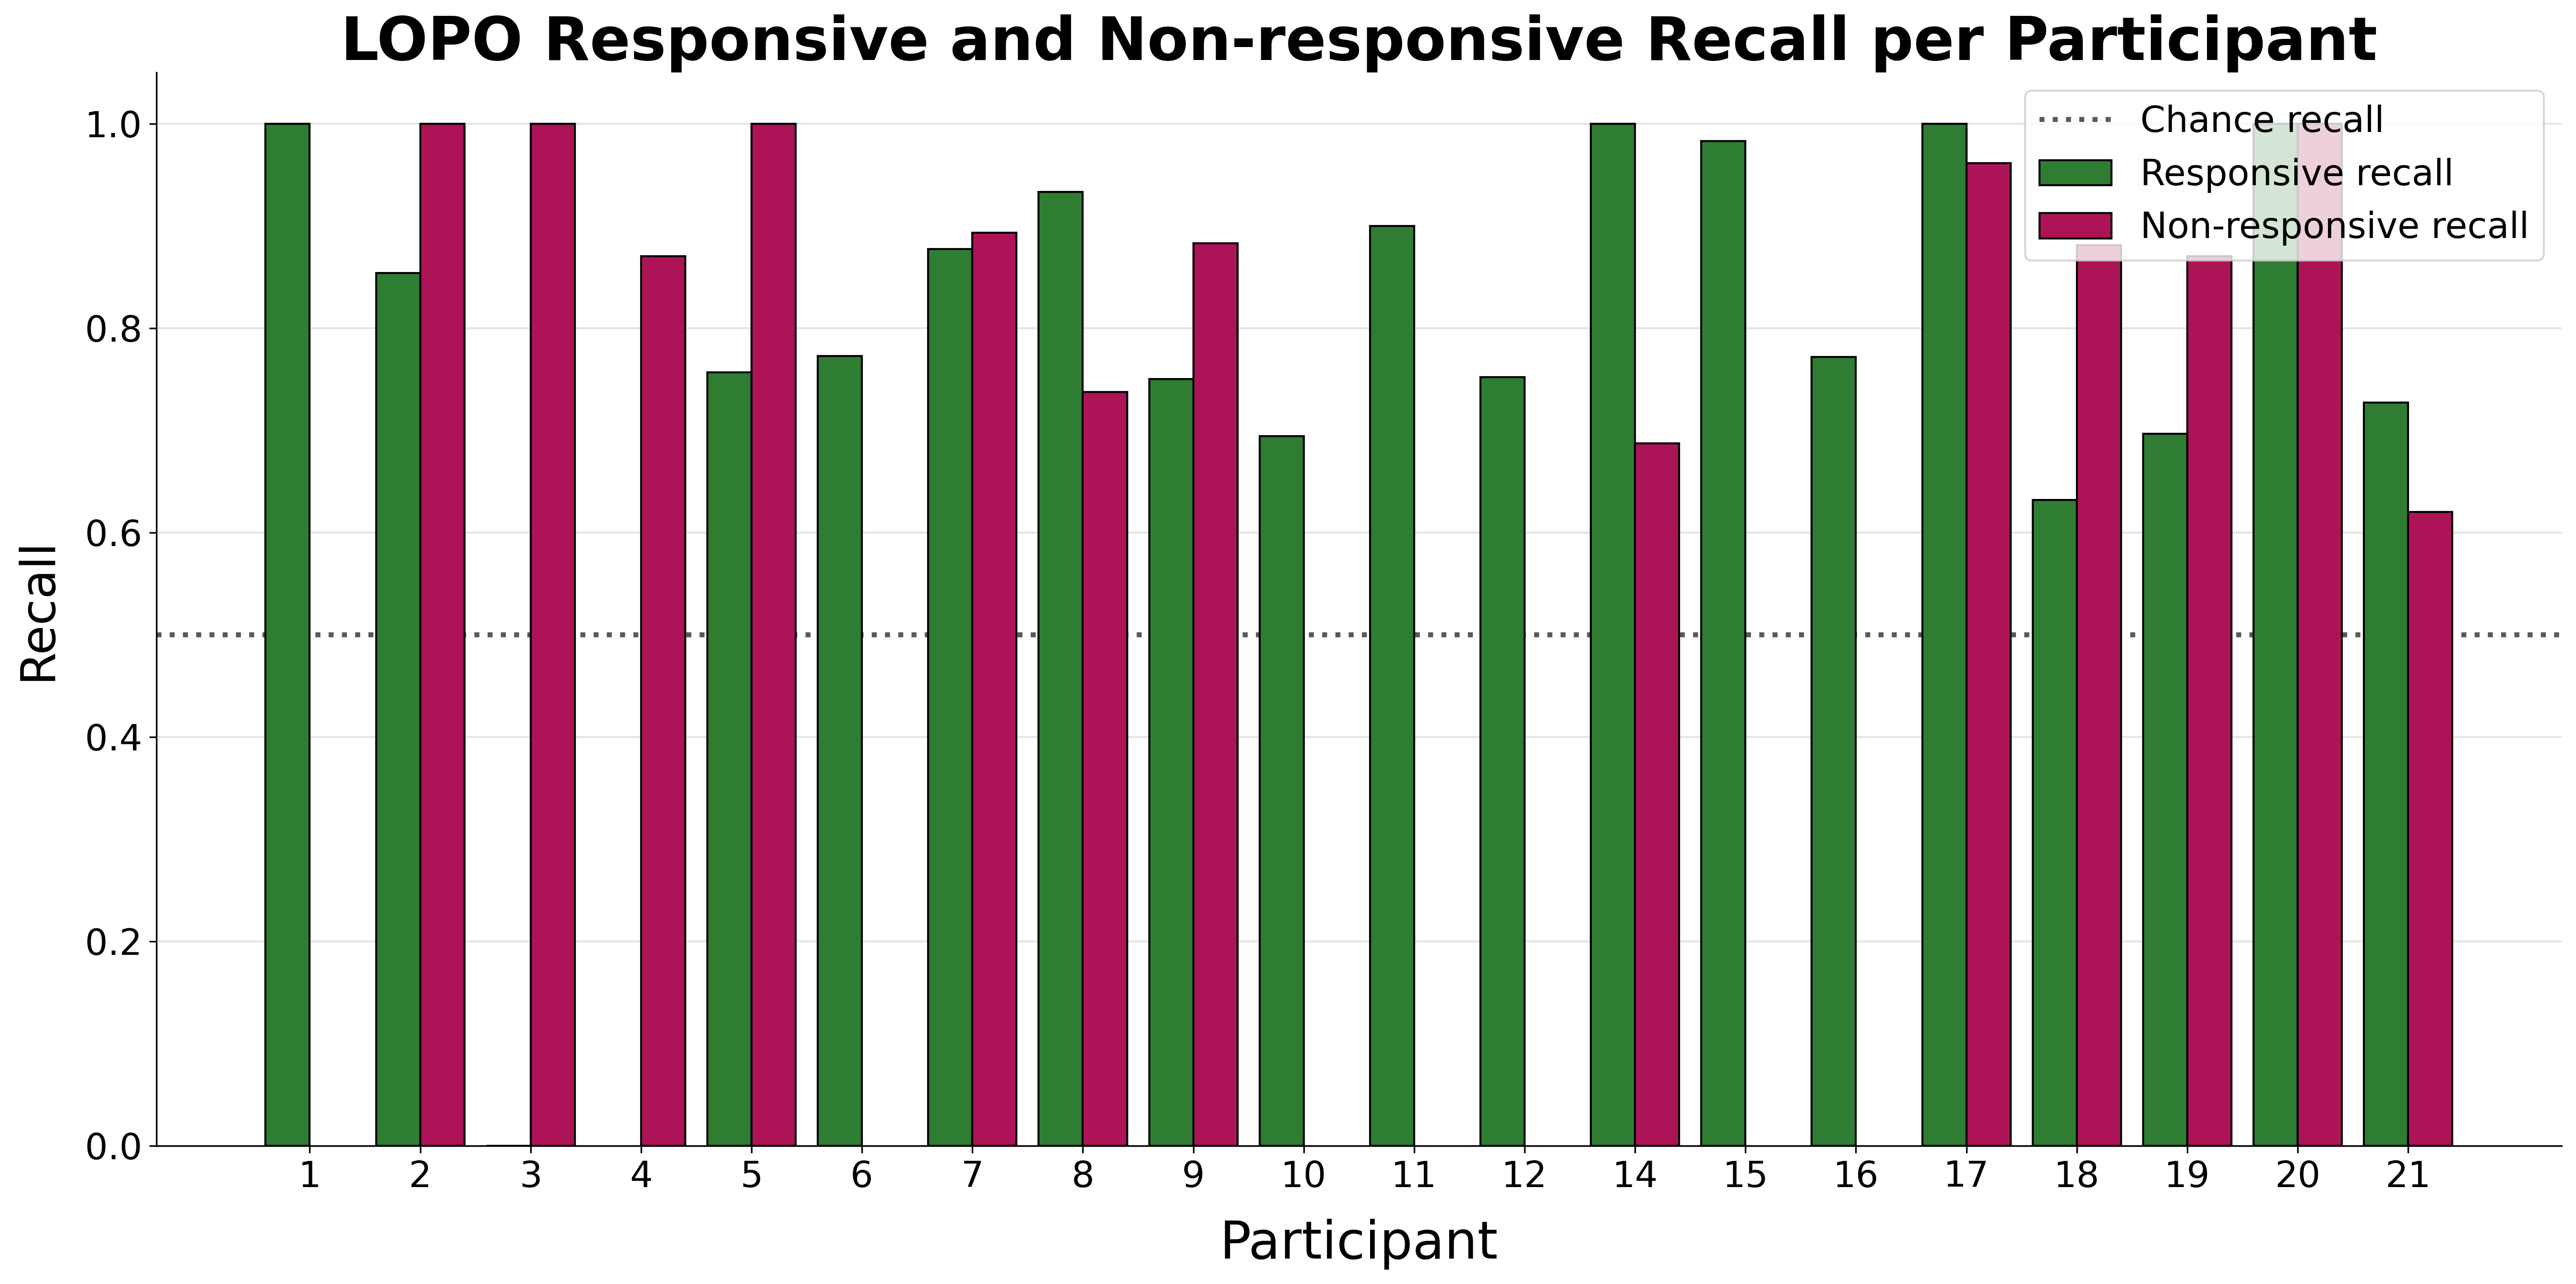 LOPO Responsive and Non-responsive Recall per Participant
Chance recall
Responsive recall
Non-responsive recall
1.0
0.8
0.6
0.4
0.2
0.0
Recall
1 2 3 4 5 6 7 8 9 10 11 12 14 15 16 17 18 19 20 21
Participant